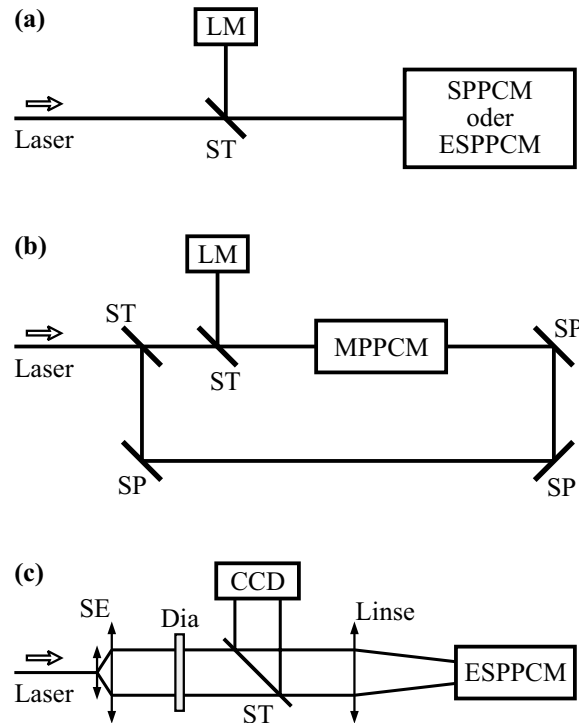 (a)
LM
SPPCM
oder
ESPPCM
Laser
ST
(b)
LM
ST
SP
MPPCM
Laser
ST
SP
SP
(c)
CCD
SE
Dia
Linse
ESPPCM
Laser
ST